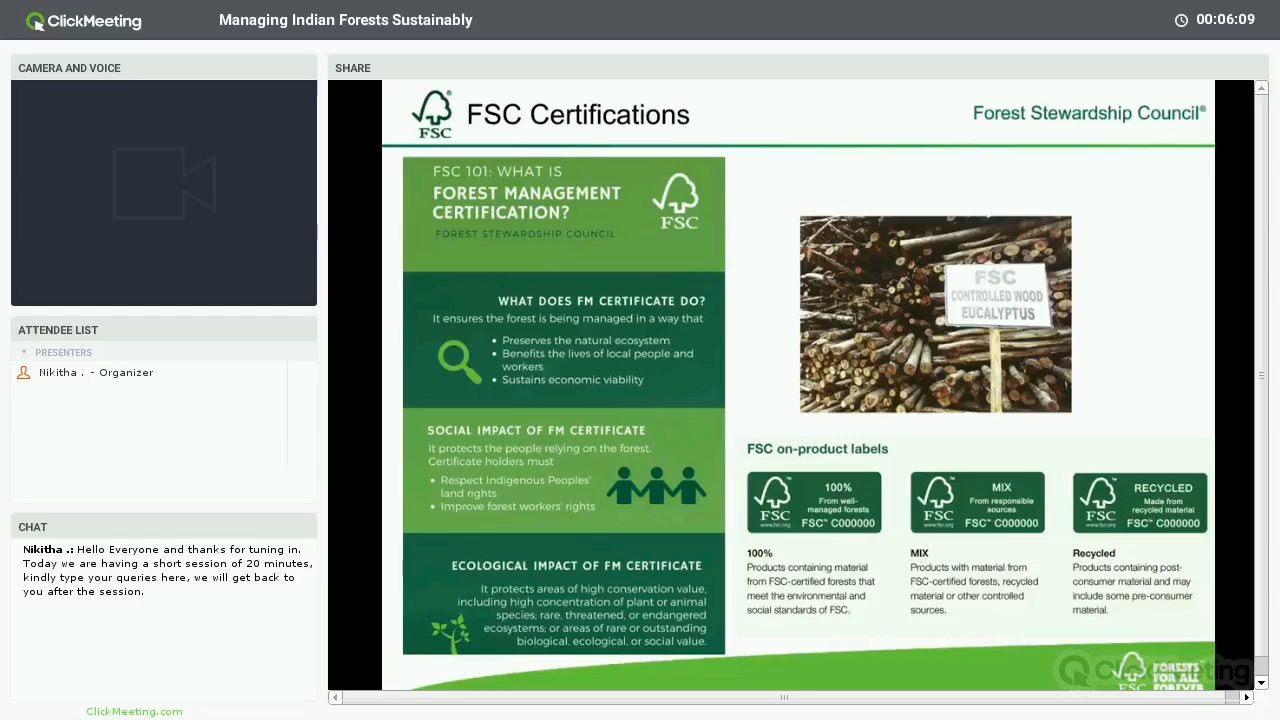 ClickMeeting
Managing Indian Forests Sustainably
00:06:09
CAMERA AND VOICE
ATTENDEE LIST
PRESENTERS
Nikitha . - Organizer
CHAT
Nikitha .: Hello Everyone and thanks for tuning in.
Today we are having a short session of 20 minutes,
kindly type your queries here, we will get back to
you after the session.
ClickMeeting.com
SHARE
FSC
FSC Certifications
Forest Stewardship Council®
FSC 101: WHAT IS
FOREST MANAGEMENT
CERTIFICATION?
FOREST STEWARDSHIP COUNCIL
FSC
WHAT DOES FM CERTIFICATE DO?
It ensures the forest is being managed in a way that
• Preserves the natural ecosystem
• Benefits the lives of local people and
workers
• Sustains economic viability
SOCIAL IMPACT OF FM CERTIFICATE
It protects the people relying on the forest.
Certificate holders must
• Respect Indigenous Peoples'
land rights
• Improve forest workers' rights
ECOLOGICAL IMPACT OF FM CERTIFICATE
It protects areas of high conservation value,
including high concentration of plant or animal
species; rare, threatened, or endangered
ecosystems; or areas of rare or outstanding
biological, ecological, or social value.
FSC
CONTROLLED WOOD
EUCALYPTUS
FSC on-product labels
FSC
www.fsc.org
100%
From well-
managed forests
FSC™ C000000
FSC
www.fsc.org
MIX
From responsible
sources
FSC™ C000000
FSC
www.fsc.org
RECYCLED
Made from
recycled material
FSC™ C000000
100%
Products containing material
from FSC-certified forests that
meet the environmental and
social standards of FSC.
MIX
Products with material from
FSC-certified forests, recycled
material or other controlled
sources.
Recycled
Products containing post-
consumer material and may
include some pre-consumer
material.
FSC
FORESTS
FOR ALL
FOREVER
ClickMeeting